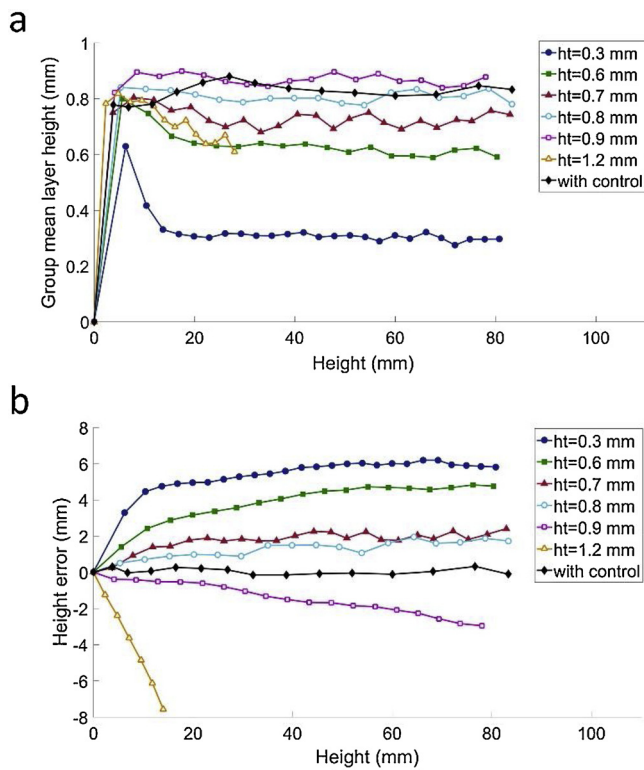 a
1
0.8
0.6
0.4
0.2
0
0 20 40 60 80 100
Group mean layer height (mm)
Height (mm)
ht=0.3 mm
ht=0.6 mm
ht=0.7 mm
ht=0.8 mm
ht=0.9 mm
ht=1.2 mm
with control
b
8
6
4
2
0
-2
-4
-6
-8
0 20 40 60 80 100
Height error (mm)
Height (mm)
ht=0.3 mm
ht=0.6 mm
ht=0.7 mm
ht=0.8 mm
ht=0.9 mm
ht=1.2 mm
with control